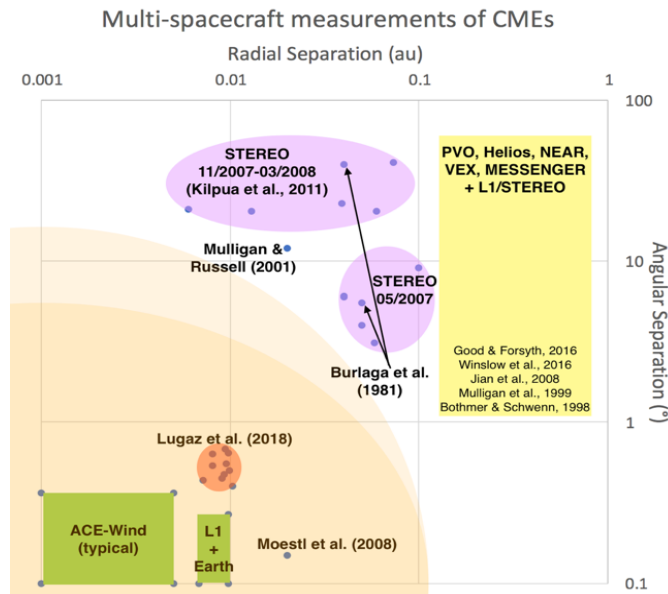 Multi-spacecraft measurements of CMEs
Radial Separation (au)
0.001
0.01
0.1
1
100
STEREO
11/2007-03/2008
(Kilpua et al., 2011)
PVO, Helios, NEAR,
VEX, MESSENGER
+ L1/STEREO
Mulligan &
Russell (2001)
10
STEREO
05/2007
Angular Separation (°)
Good & Forsyth, 2016
Winslow et al., 2016
Jian et al., 2008
Mulligan et al., 1999
Bothmer & Schwenn, 1998
Burlaga et al.
(1981)
1
Lugaz et al. (2018)
ACE-Wind
(typical)
L1
+
Earth
Moestl et al. (2008)
0.1